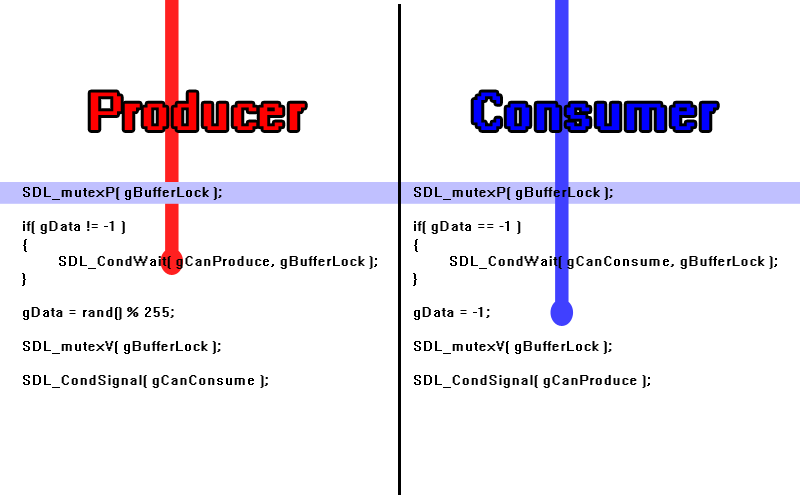 Producer
SDL_mutexP( gBufferLock );
if( gData != -1 )
{
SDL_CondWait( gCanProduce, gBufferLock );
}
gData = rand() % 255;
SDL_mutexV( gBufferLock );
SDL_CondSignal( gCanConsume );
Consumer
SDL_mutexP( gBufferLock );
if( gData == -1 )
{
SDL_CondWait( gCanConsume, gBufferLock );
}
gData = -1;
SDL_mutexV( gBufferLock );
SDL_CondSignal( gCanProduce );